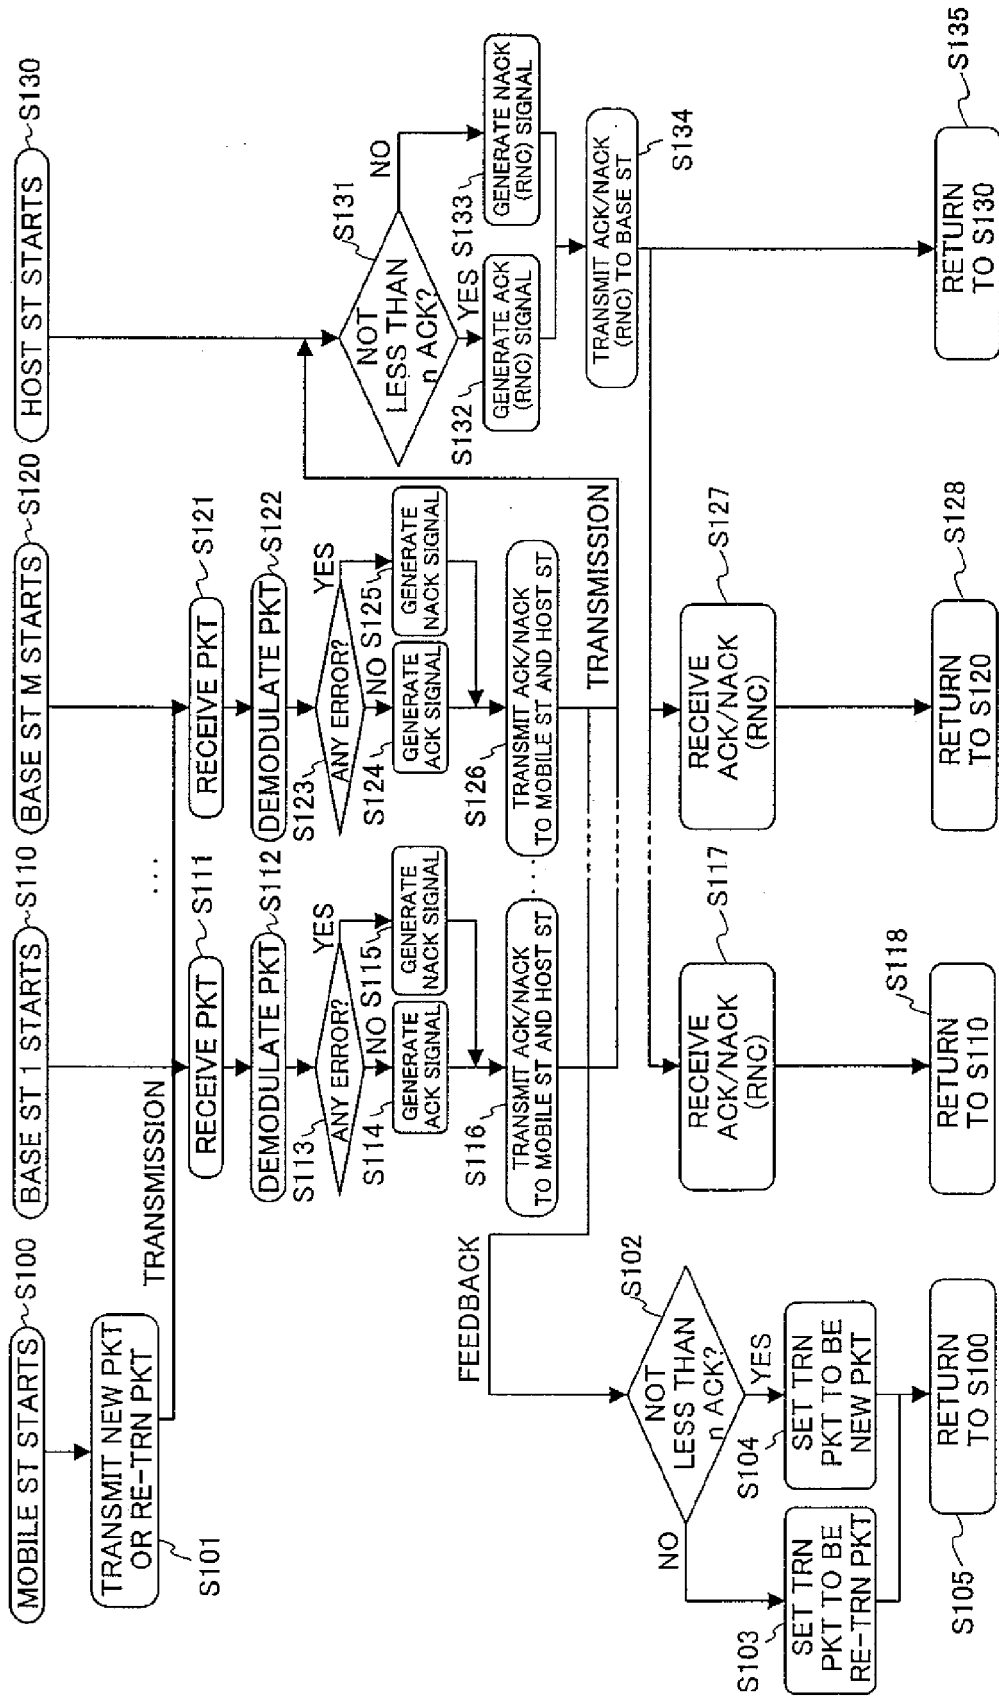 MOBILE ST STARTS
S100
TRANSMIT NEW PKT
OR RE-TRN PKT
S101
TRANSMISSION
BASE ST 1 STARTS
S110
...
BASE ST M STARTS
S120
HOST ST STARTS
S130
RECEIVE PKT
S111
DEMODULATE PKT
S112
ANY ERROR?
S113
YES
NO
GENERATE
ACK SIGNAL
S114
GENERATE
NACK SIGNAL
S115
TRANSMIT ACK/NACK
TO MOBILE ST AND HOST ST
S116
...
RECEIVE PKT
S121
DEMODULATE PKT
S122
ANY ERROR?
S123
YES
NO
GENERATE
ACK SIGNAL
S124
GENERATE
NACK SIGNAL
S125
TRANSMIT ACK/NACK
TO MOBILE ST AND HOST ST
S126
TRANSMISSION
NOT
LESS THAN
n ACK?
S131
NO
YES
GENERATE ACK
(RNC) SIGNAL
S132
GENERATE NACK
(RNC) SIGNAL
S133
TRANSMIT ACK/NACK
(RNC) TO BASE ST
S134
FEEDBACK
NOT
LESS THAN
n ACK?
S102
NO
YES
SET TRN
PKT TO BE
RE-TRN PKT
S103
SET TRN
PKT TO BE
NEW PKT
S104
RETURN
TO S100
S105
RECEIVE
ACK/NACK
(RNC)
S117
RETURN
TO S110
S118
RECEIVE
ACK/NACK
(RNC)
S127
RETURN
TO S120
S128
RETURN
TO S130
S135